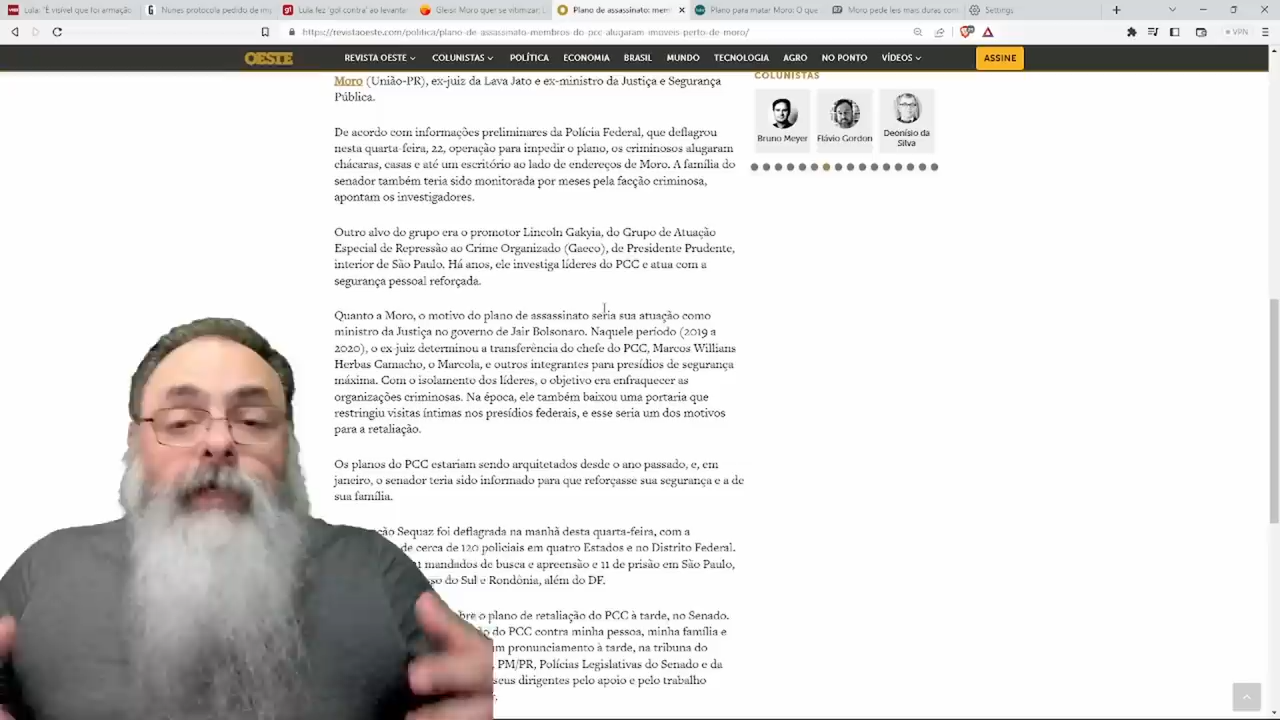 Lula: "É visível que foi armação
Nunes protocola pedido de imp
Lula fez 'gol contra' ao levantar
Gleisi: Moro quer se vitimizar; L
Plano de assassinato: mem
Plano para matar Moro: O que
Moro pede leis mais duras con
Settings
https://revistaoeste.com/politica/plano-de-assassinato-membros-do-pcc-alugaram-imoveis-perto-de-moro/
VPN
OESTE
REVISTA OESTE
COLUNISTAS
POLÍTICA
ECONOMIA
BRASIL
MUNDO
TECNOLOGIA
AGRO
NO PONTO
VÍDEOS
ASSINE
Moro (União-PR), ex-juiz da Lava Jato e ex-ministro da Justiça e Segurança
Pública.
De acordo com informações preliminares da Polícia Federal, que deflagrou
nesta quarta-feira, 22, operação para impedir o plano, os criminosos alugaram
chácaras, casas e até um escritório ao lado de endereços de Moro. A família do
senador também teria sido monitorada por meses pela facção criminosa,
apontam os investigadores.
Outro alvo do grupo era o promotor Lincoln Gakyia, do Grupo de Atuação
Especial de Repressão ao Crime Organizado (Gaeco), de Presidente Prudente,
interior de São Paulo. Há anos, ele investiga líderes do PCC e atua com a
segurança pessoal reforçada.
Quanto a Moro, o motivo do plano de assassinato seria sua atuação como
ministro da Justiça no governo de Jair Bolsonaro. Naquele período (2019 a
2020), o ex-juiz determinou a transferência do chefe do PCC, Marcos Willians
Herbas Camacho, o Marcola, e outros integrantes para presídios de segurança
máxima. Com o isolamento dos líderes, o objetivo era enfraquecer as
organizações criminosas. Na época, ele também baixou uma portaria que
restringiu visitas íntimas nos presídios federais, e esse seria um dos motivos
para a retaliação.
Os planos do PCC estariam sendo arquitetados desde o ano passado, e, em
janeiro, o senador teria sido informado para que reforçasse sua segurança e a de
sua família.
ção Sequaz foi deflagrada na manhã desta quarta-feira, com a
de cerca de 120 policiais em quatro Estados e no Distrito Federal.
1 mandados de busca e apreensão e 11 de prisão em São Paulo,
sso do Sul e Rondônia, além do DF.
bre o plano de retaliação do PCC à tarde, no Senado.
do PCC contra minha pessoa, minha família e
um pronunciamento à tarde, na tribuna do
, PM/PR, Polícias Legislativas do Senado e da
seus dirigentes pelo apoio e pelo trabalho
COLUNISTAS
Bruno Meyer
Flávio Gordon
Deonísio da
Silva